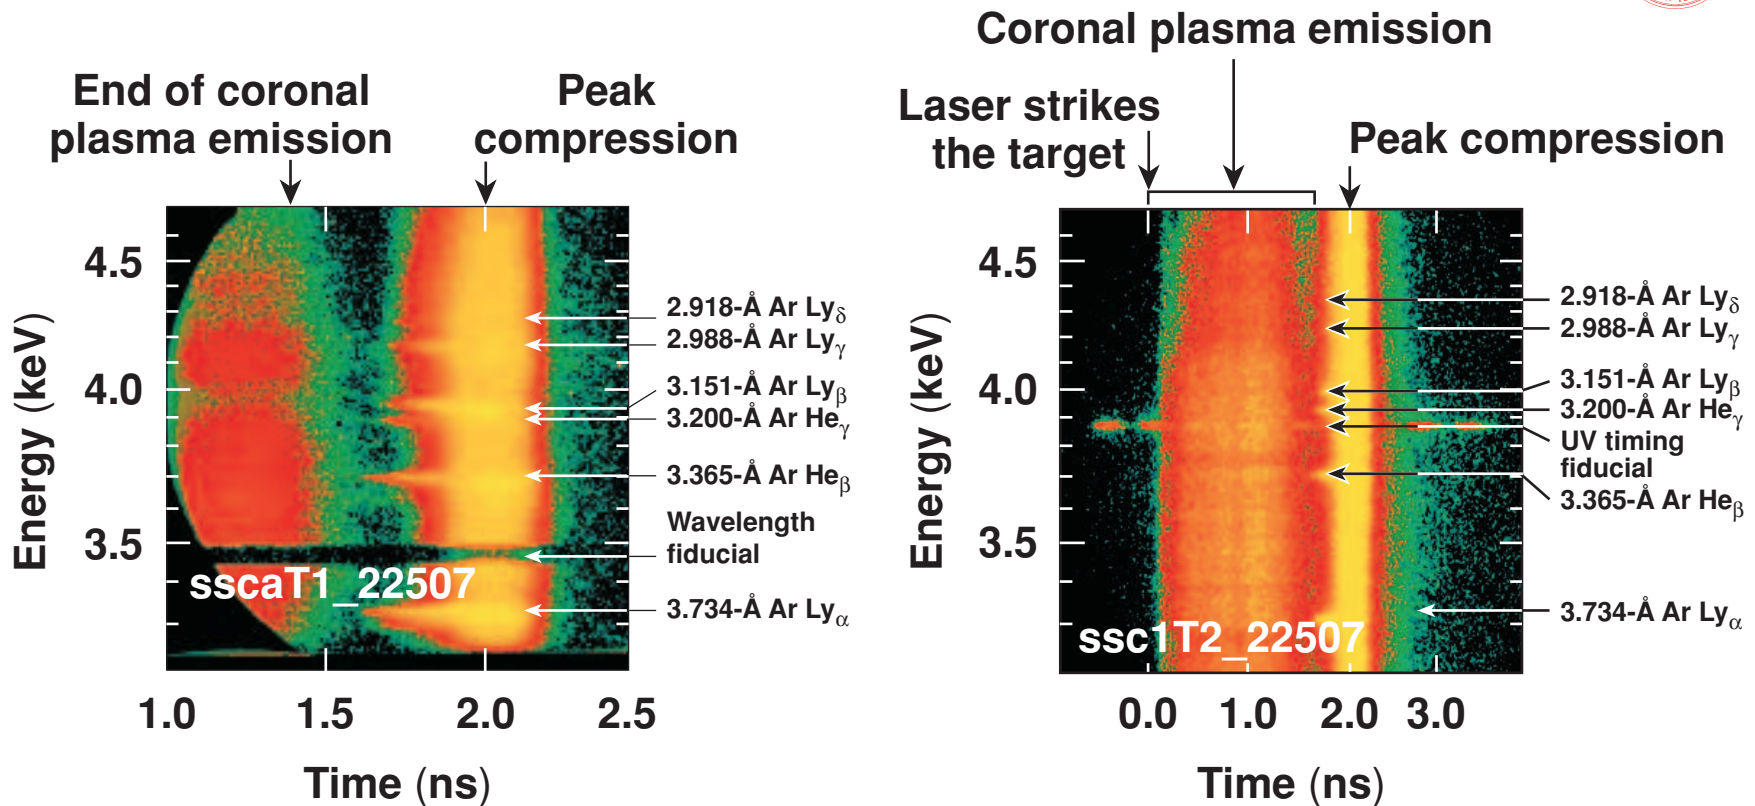 End of coronal
plasma emission
Peak
compression
4.5
4.0
3.5
Energy (keV)
2.918-Å Ar Lyδ
2.988-Å Ar Lyγ
3.151-Å Ar Lyβ
3.200-Å Ar Heγ
3.365-Å Ar Heβ
Wavelength
fiducial
3.734-Å Ar Lyα
sscaT1_22507
1.0 1.5 2.0 2.5
Time (ns)
Coronal plasma emission
Laser strikes
the target
Peak compression
4.5
4.0
3.5
Energy (keV)
2.918-Å Ar Lyδ
2.988-Å Ar Lyγ
3.151-Å Ar Lyβ
3.200-Å Ar Heγ
UV timing
fiducial
3.365-Å Ar Heβ
3.734-Å Ar Lyα
ssc1T2_22507
0.0 1.0 2.0 3.0
Time (ns)